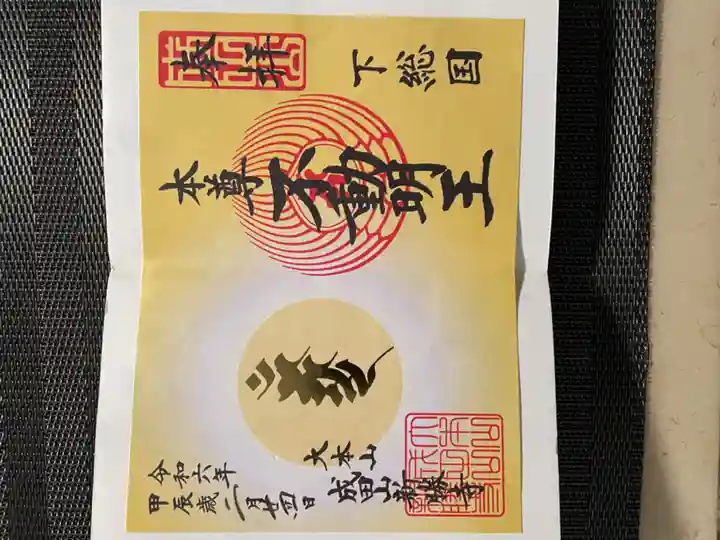 奉拝
下総国
本尊 不動明王
大本山
成田山新勝寺
令和六年
甲辰歳二月廿四日